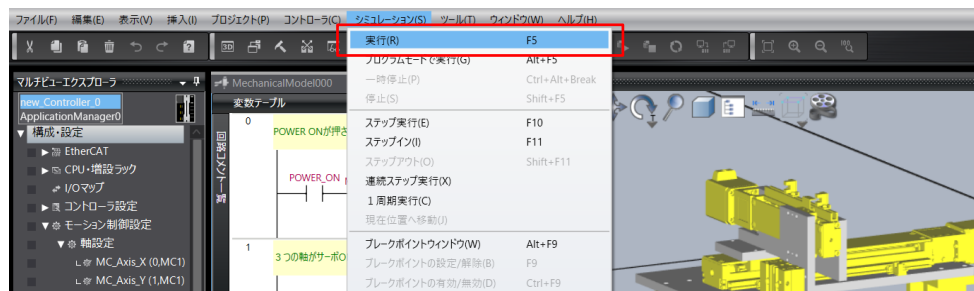 ファイル(F) 編集(E) 表示(V) 挿入(I) プロジェクト(P) コントローラ(C) シミュレーション(S) ツール(T) ウィンドウ(W) ヘルプ(H)
実行(R) F5
プログラムモードで実行(G) Alt+F5
一時停止(P) Ctrl+Alt+Break
停止(S) Shift+F5
ステップ実行(E) F10
ステップイン(I) F11
ステップアウト(O) Shift+F11
連続ステップ実行(X)
1 周期実行(C)
現在位置へ移動(J)
ブレークポイントウィンドウ(W) Alt+F9
ブレークポイントの設定/解除(B) F9
ブレークポイントの有効/無効(D) Ctrl+F9
3D
マルチビューエクスプローラ
new_Controller_0
ApplicationManager0
構成・設定
EtherCAT
CPU・増設ラック
I/Oマップ
コントローラ設定
モーション制御設定
軸設定
MC_Axis_X (0,MC1)
MC_Axis_Y (1,MC1)
MechanicalModel000
変数テーブル
回路コメント一覧
0
POWER ONが押さ
POWER_ON
1
3つの軸がサーボO